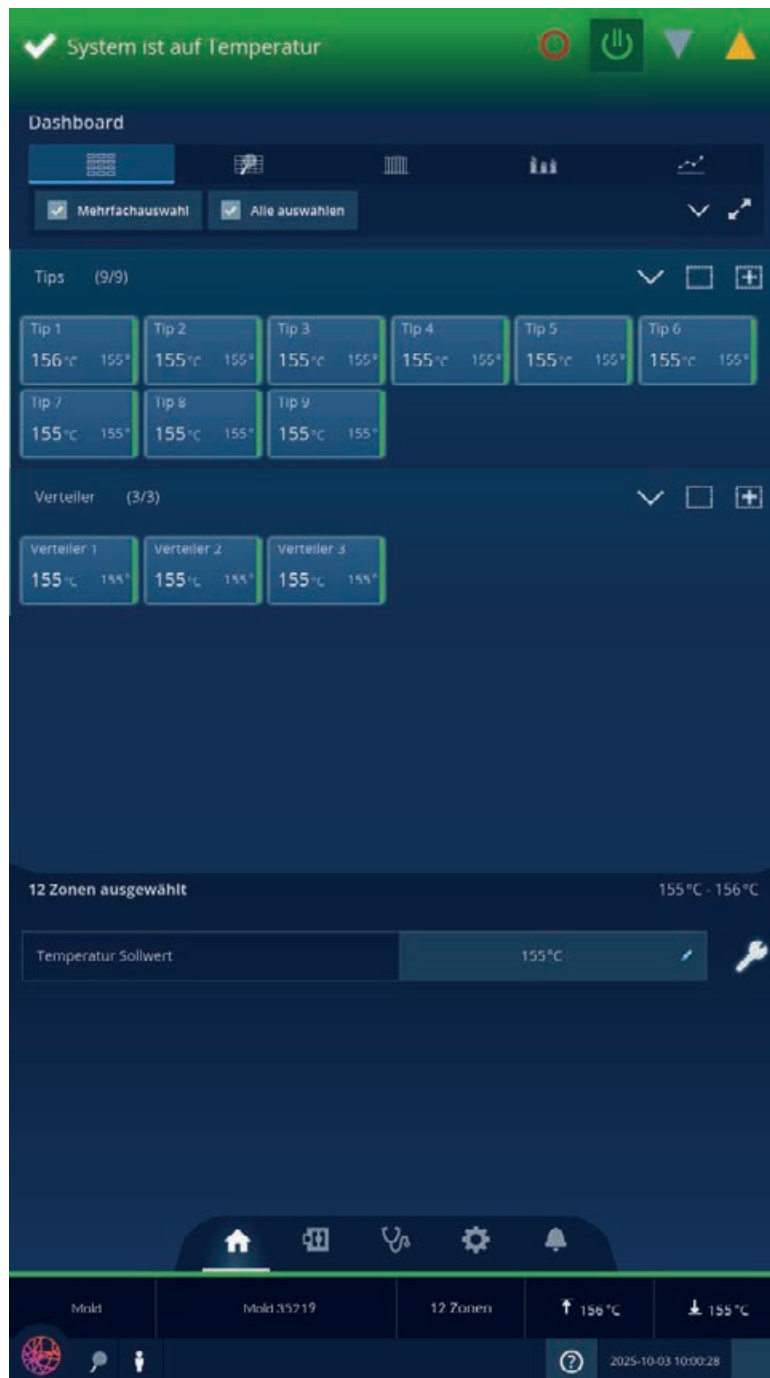 System ist auf Temperatur
Dashboard
Mehrfachauswahl Alle auswählen
Tips (9/9)
Tip 1 Tip 2 Tip 3 Tip 4 Tip 5 Tip 6
156°C 155° 155°C 155° 155°C 155° 155°C 155° 155°C 155° 155°C 155°
Tip 7 Tip 8 Tip 9
155°C 155° 155°C 155° 155°C 155°
Verteiler (3/3)
Verteiler 1 Verteiler 2 Verteiler 3
155°C 155° 155°C 155° 155°C 155°
12 Zonen ausgewählt 155°C - 156°C
Temperatur Sollwert 155°C
Mold Mold 35219 12 Zonen 156°C 155°C
2025-10-03 10:00:28